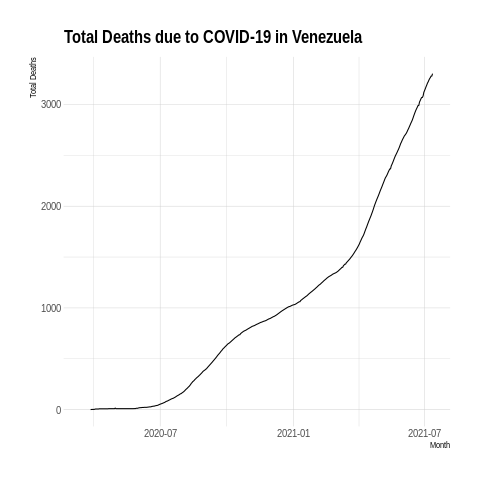 Total Deaths due to COVID-19 in Venezuela
Total Deaths
3000
2000
1000
0
2020-07 2021-01 2021-07
Month